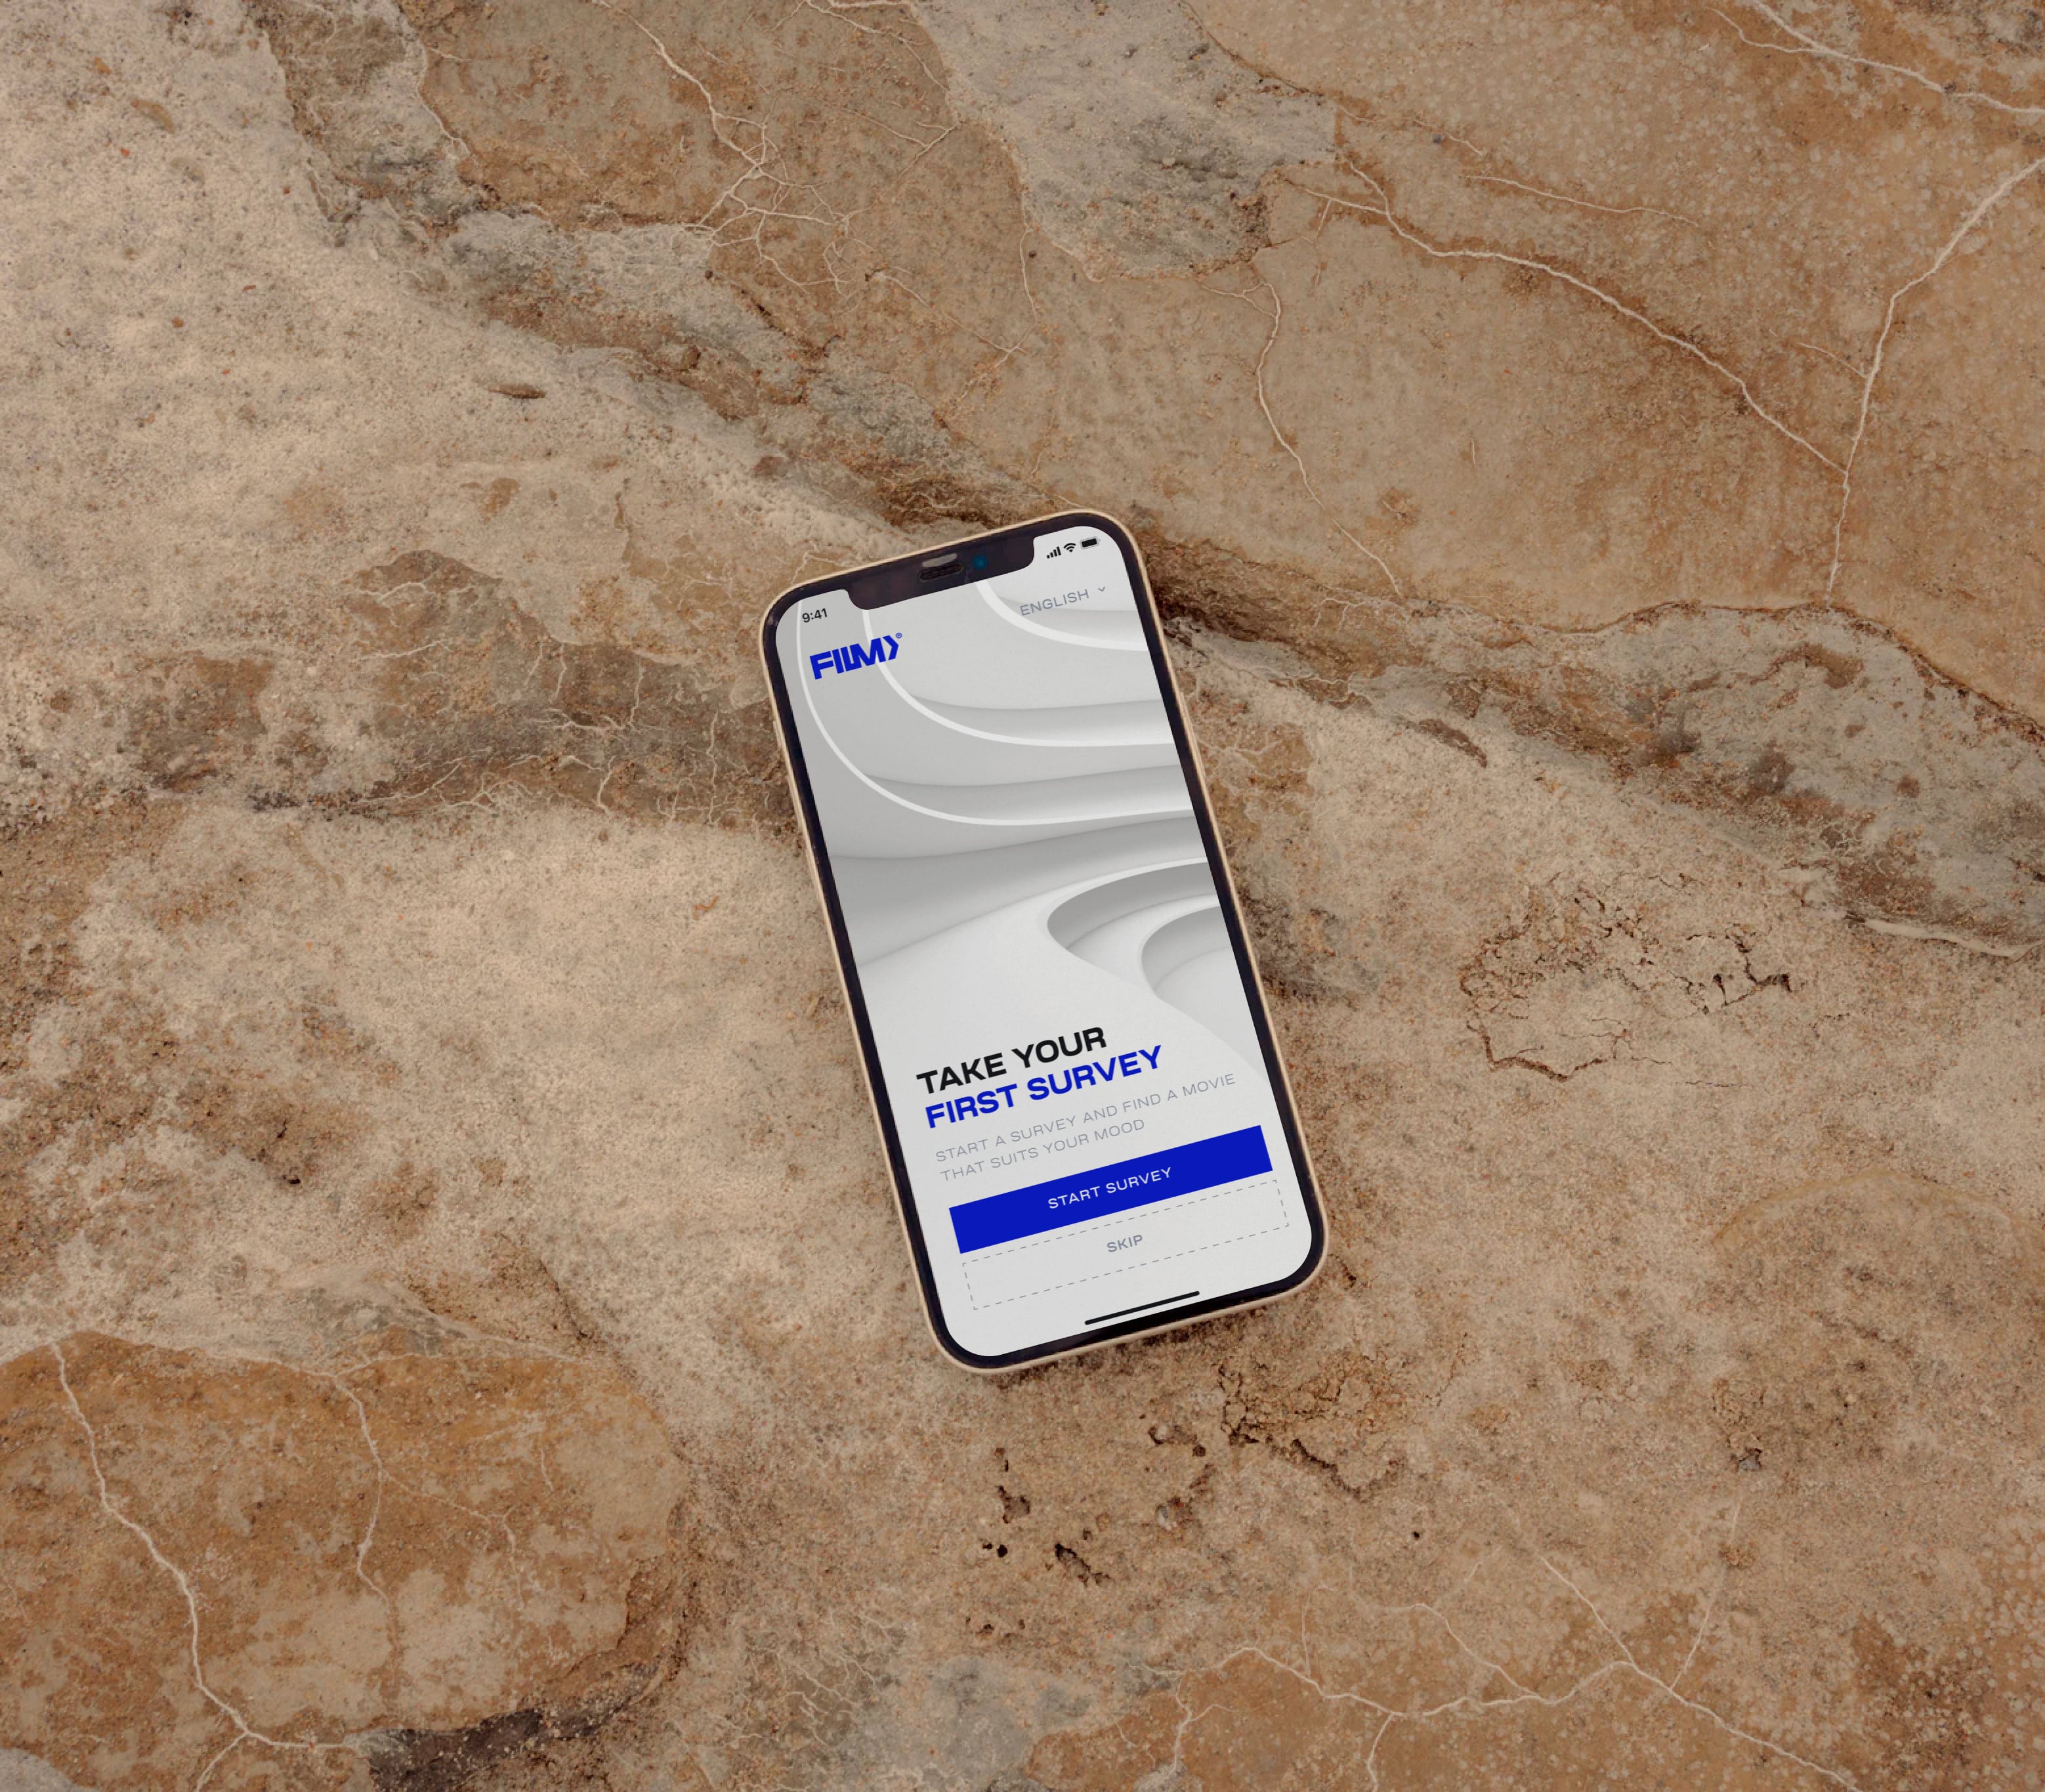 9:41
ENGLISH
FILM®
TAKE YOUR
FIRST SURVEY
START A SURVEY AND FIND A MOVIE
THAT SUITS YOUR MOOD
START SURVEY
SKIP